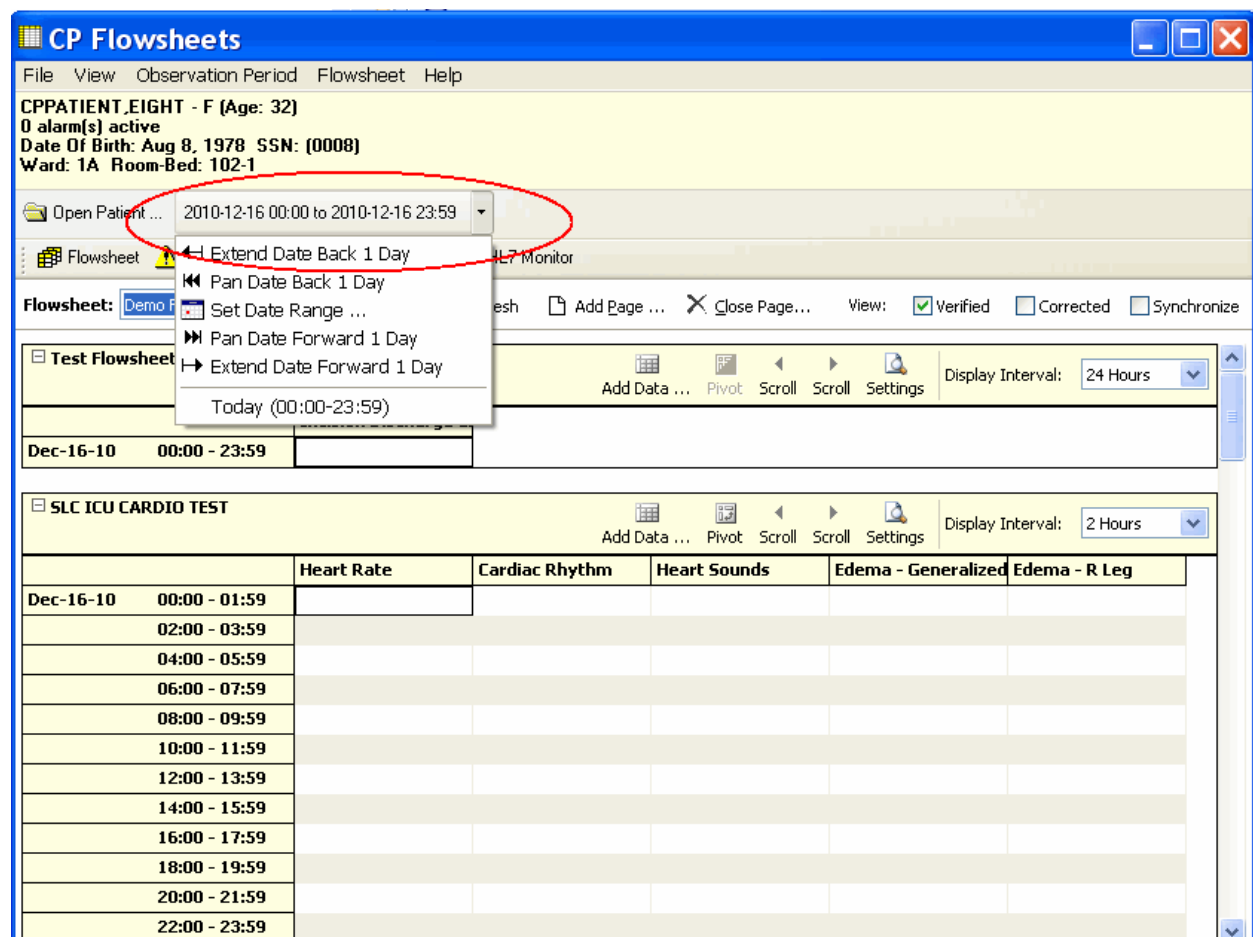 CP Flowsheets
File View Observation Period Flowsheet Help
CPPATIENT,EIGHT - F (Age: 32)
0 alarm(s) active
Date Of Birth: Aug 8, 1978 SSN: (0008)
Ward: 1A Room-Bed: 102-1
Open Patient ... 2010-12-16 00:00 to 2010-12-16 23:59
Flowsheet HL7 Monitor
Extend Date Back 1 Day
Pan Date Back 1 Day
Set Date Range ...
Pan Date Forward 1 Day
Extend Date Forward 1 Day
Today (00:00-23:59)
Flowsheet: Demo Add Page ... Close Page... View: Verified Corrected Synchronize
Test Flowsheet Add Data ... Pivot Scroll Scroll Settings Display Interval: 24 Hours
Dec-16-10 00:00 - 23:59
SLC ICU CARDIO TEST Add Data ... Pivot Scroll Scroll Settings Display Interval: 2 Hours
Heart Rate Cardiac Rhythm Heart Sounds Edema - Generalized Edema - R Leg
Dec-16-10 00:00 - 01:59
02:00 - 03:59
04:00 - 05:59
06:00 - 07:59
08:00 - 09:59
10:00 - 11:59
12:00 - 13:59
14:00 - 15:59
16:00 - 17:59
18:00 - 19:59
20:00 - 21:59
22:00 - 23:59